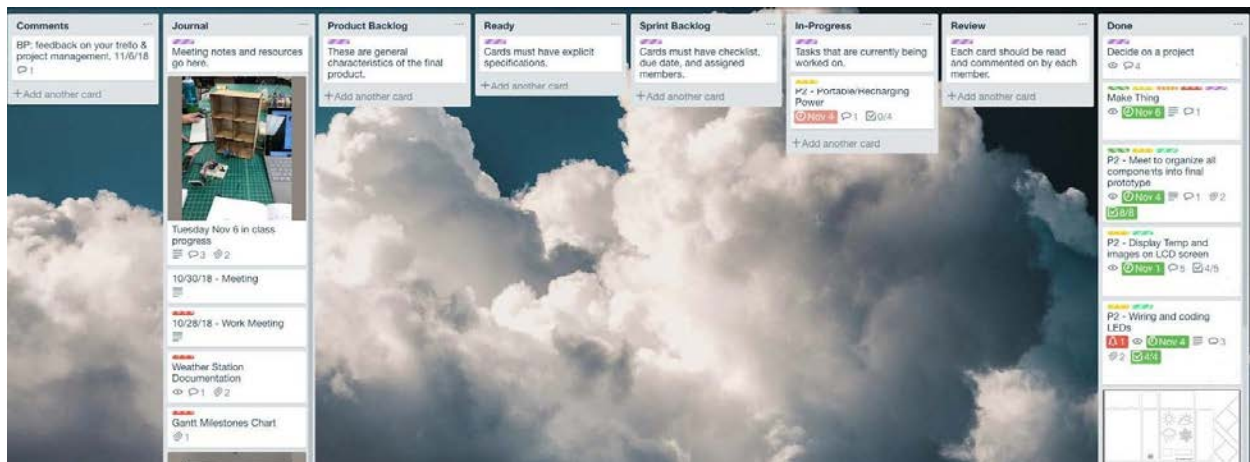 Comments
BP: feedback on your trello &
project management, 11/6/18
1
+Add another card
Journal
Meeting notes and resources
go here.
Tuesday Nov 6 in class
progress
3 2
10/30/18 - Meeting
10/28/18 - Work Meeting
Weather Station
Documentation
1 2
Gantt Milestones Chart
1
Product Backlog
These are general
characteristics of the final
product.
+Add another card
Ready
Cards must have explicit
specifications.
+Add another card
Sprint Backlog
Cards must have checklist,
due date, and assigned
members.
+Add another card
In-Progress
Tasks that are currently being
worked on.
P2 - Portable/Recharging
Power
Nov 4 1 0/4
+Add another card
Review
Each card should be read
and commented on by each
member.
+Add another card
Done
Decide on a project
4
Make Thing
Nov 6 1
P2 - Meet to organize all
components into final
prototype
Nov 4 1 2
8/8
P2 - Display Temp and
images on LCD screen
Nov 1 5 4/5
P2 - Wiring and coding
LEDs
1 Nov 4 3
2 4/4